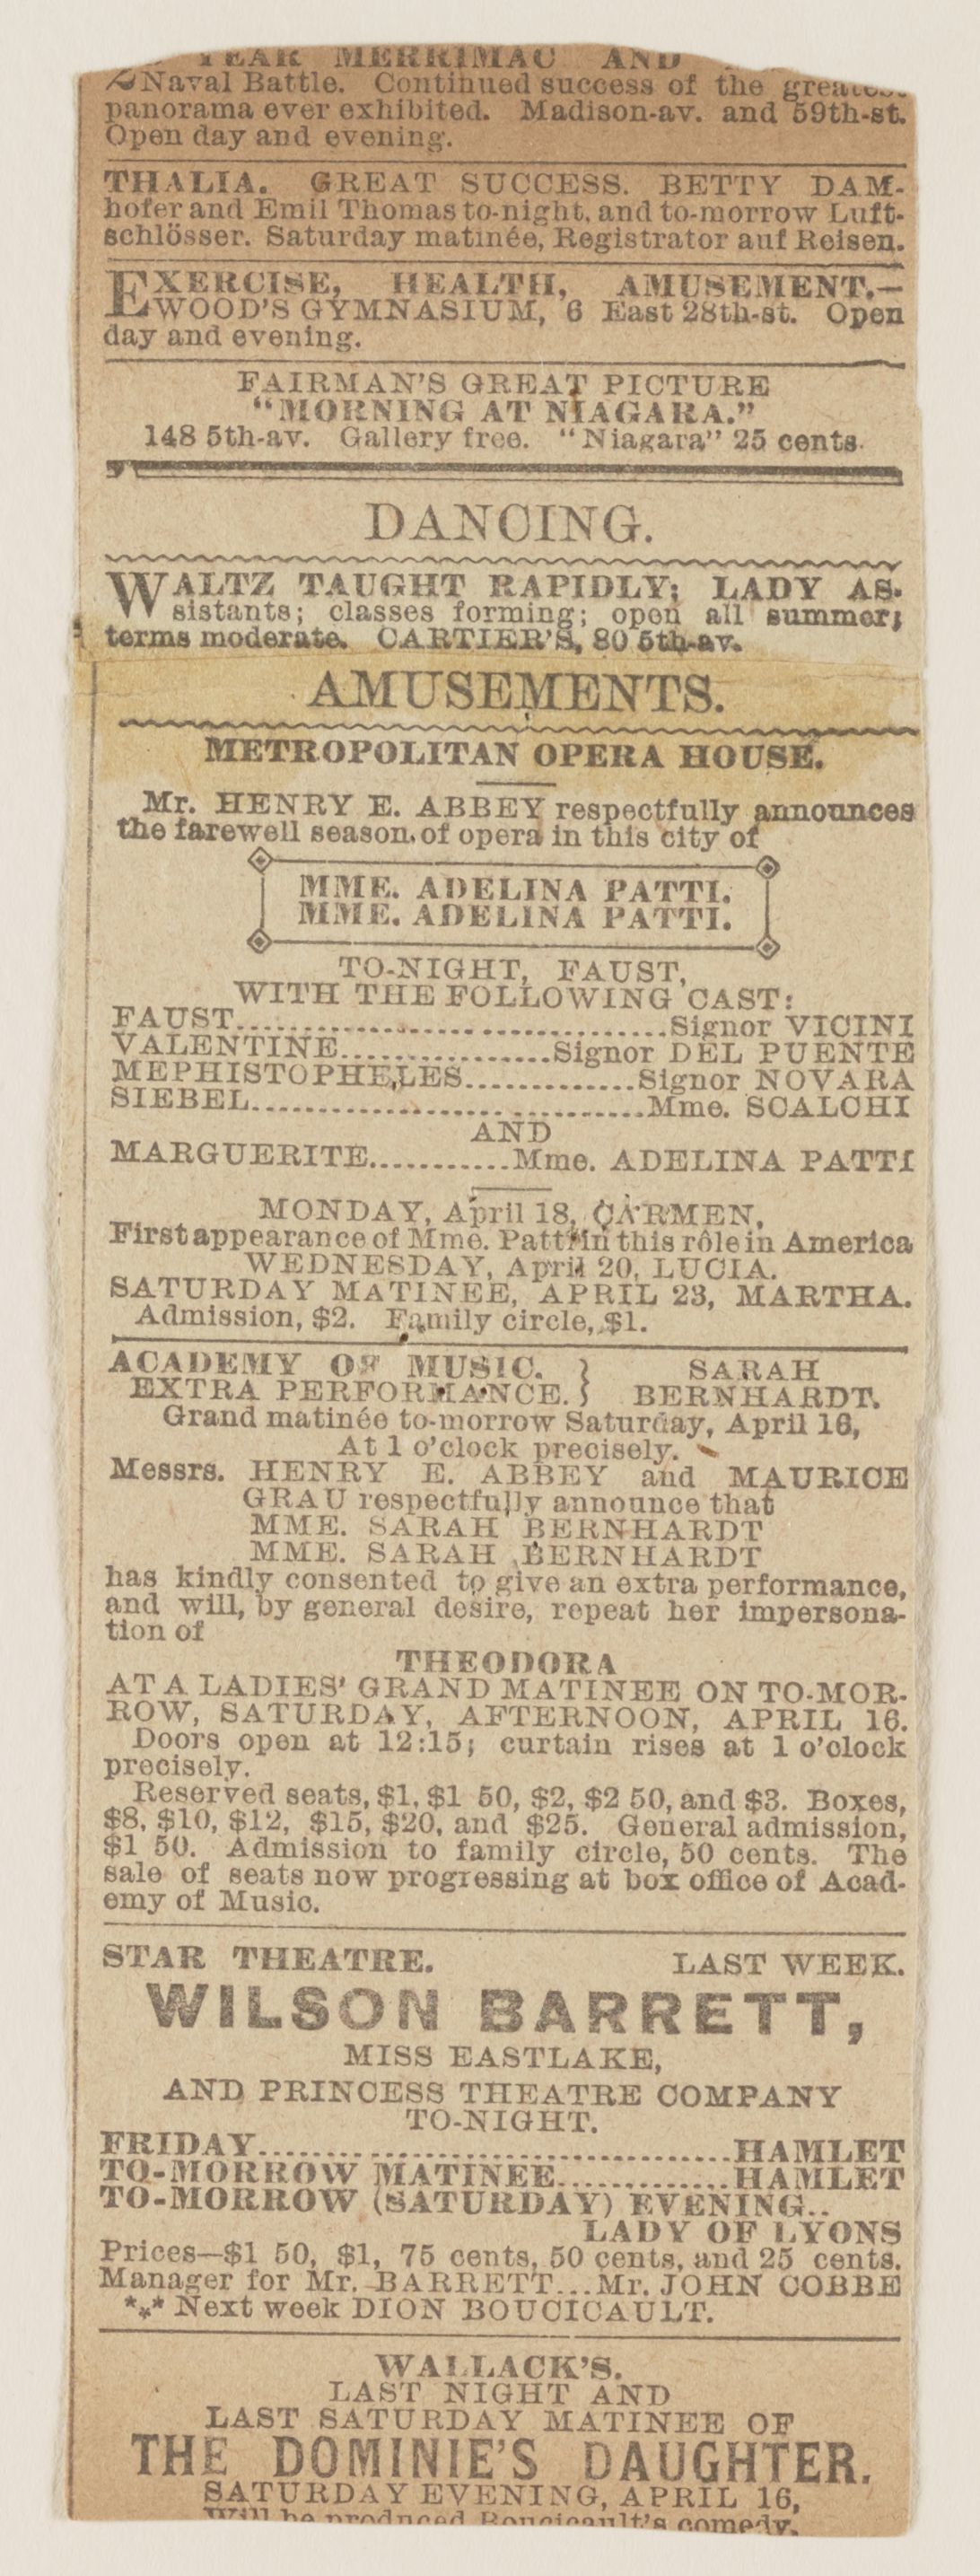 YEAR MERRIMAC AND
Naval Battle. Continued success of the greatest
panorama ever exhibited. Madison-av. and 59th-st.
Open day and evening.
THALIA. GREAT SUCCESS. BETTY DAM-
hofer and Emil Thomas to-night, and to-morrow Luft-
schlösser. Saturday matinée, Registrator auf Reisen.
EXERCISE, HEALTH, AMUSEMENT.—
WOOD'S GYMNASIUM, 6 East 28th-st. Open
day and evening.
FAIRMAN'S GREAT PICTURE
"MORNING AT NIAGARA."
148 5th-av. Gallery free. "Niagara" 25 cents.
DANCING.
WALTZ TAUGHT RAPIDLY; LADY AS-
sistants; classes forming; open all summer;
terms moderate. CARTIER'S, 80 5th-av.
AMUSEMENTS.
METROPOLITAN OPERA HOUSE.
Mr. HENRY E. ABBEY respectfully announces
the farewell season of opera in this city of
MME. ADELINA PATTI.
MME. ADELINA PATTI.
TO-NIGHT, FAUST,
WITH THE FOLLOWING CAST:
FAUST................................Signor VICINI
VALENTINE................Signor DEL PUENTE
MEPHISTOPHELES.............Signor NOVARA
SIEBEL..............................Mme. SCALCHI
AND
MARGUERITE...........Mme. ADELINA PATTI
MONDAY, April 18, CARMEN,
First appearance of Mme. Patti in this rôle in America
WEDNESDAY, April 20, LUCIA.
SATURDAY MATINEE, APRIL 23, MARTHA.
Admission, $2. Family circle, $1.
ACADEMY OF MUSIC. } SARAH
EXTRA PERFORMANCE. } BERNHARDT.
Grand matinée to-morrow Saturday, April 16,
At 1 o'clock precisely.
Messrs. HENRY E. ABBEY and MAURICE
GRAU respectfully announce that
MME. SARAH BERNHARDT
MME. SARAH BERNHARDT
has kindly consented to give an extra performance,
and will, by general desire, repeat her impersona-
tion of
THEODORA
AT A LADIES' GRAND MATINEE ON TO-MOR-
ROW, SATURDAY, AFTERNOON, APRIL 16.
Doors open at 12:15; curtain rises at 1 o'clock
precisely.
Reserved seats, $1, $1 50, $2, $2 50, and $3. Boxes,
$8, $10, $12, $15, $20, and $25. General admission,
$1 50. Admission to family circle, 50 cents. The
sale of seats now progressing at box office of Acad-
emy of Music.
STAR THEATRE. LAST WEEK.
WILSON BARRETT,
MISS EASTLAKE,
AND PRINCESS THEATRE COMPANY
TO-NIGHT.
FRIDAY...................................HAMLET
TO-MORROW MATINEE.............HAMLET
TO-MORROW (SATURDAY) EVENING..
LADY OF LYONS
Prices—$1 50, $1, 75 cents, 50 cents, and 25 cents.
Manager for Mr. BARRETT...Mr. JOHN COBBE
*** Next week DION BOUCICAULT.
WALLACK'S.
LAST NIGHT AND
LAST SATURDAY MATINEE OF
THE DOMINIE'S DAUGHTER.
SATURDAY EVENING, APRIL 16,
Will be produced Boucicault's comedy,